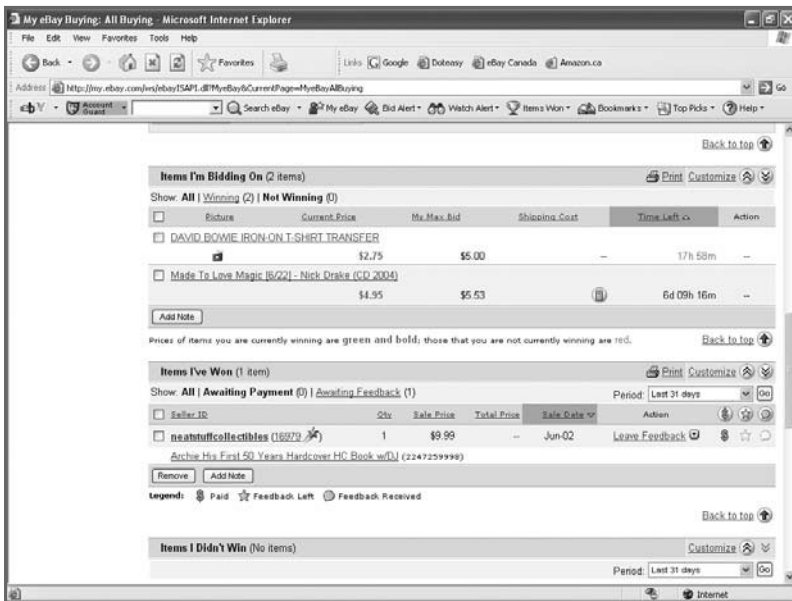 My eBay Buying: All Buying - Microsoft Internet Explorer
File Edit View Favorites Tools Help
Back Favorites Links Google Doteasy eBay Canada Amazon.ca
Address http://my.ebay.com/ws/ebayISAPI.dll?MyeBay&CurrentPage=MyeBayAllBuying Go
ebY Account Guard Search eBay My eBay Bid Alert Watch Alert Items Won Bookmarks Top Picks Help
Back to top
Items I'm Bidding On (2 items) Print Customize
Show: All | Winning (2) | Not Winning (0)
Picture Current Price My Max Bid Shipping Cost Time Left Action
DAVID BOWIE IRON-ON T-SHIRT TRANSFER
$2.75 $5.00 -- 17h 58m --
Made To Love Magic [6/22] - Nick Drake (CD 2004)
$4.95 $5.53 6d 09h 16m --
Add Note
Prices of items you are currently winning are green and bold; those that you are not currently winning are red. Back to top
Items I've Won (1 item) Print Customize
Show: All | Awaiting Payment (0) | Awaiting Feedback (1) Period: Last 31 days Go
Seller ID Qty Sale Price Total Price Sale Date Action
neatstuffcollectibles (16979) 1 $9.99 -- Jun-02 Leave Feedback
Archie His First 50 Years Hardcover HC Book w/DJ (2247259998)
Remove Add Note
Legend: Paid Feedback Left Feedback Received
Back to top
Items I Didn't Win (No items) Customize
Period: Last 31 days Go
Internet